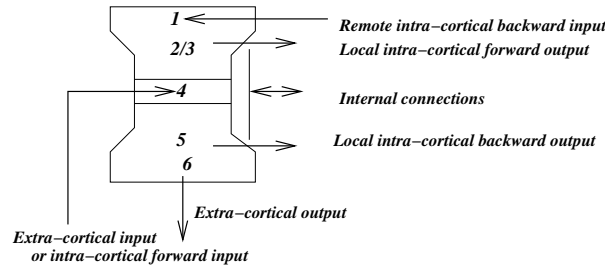 1
Remote intra-cortical backward input
2/3
Local intra-cortical forward output
4
Internal connections
5
Local intra-cortical backward output
6
Extra-cortical output
Extra-cortical input
or intra-cortical forward input